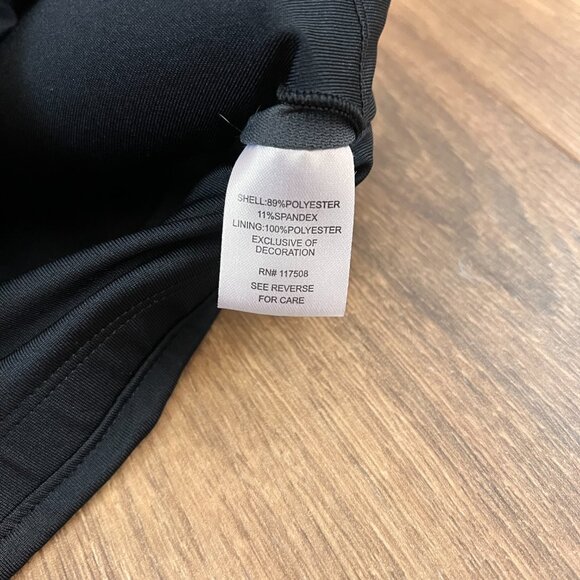 SHELL:89%POLYESTER
11%SPANDEX
LINING:100%POLYESTER
EXCLUSIVE OF
DECORATION
RN# 117508
SEE REVERSE
FOR CARE